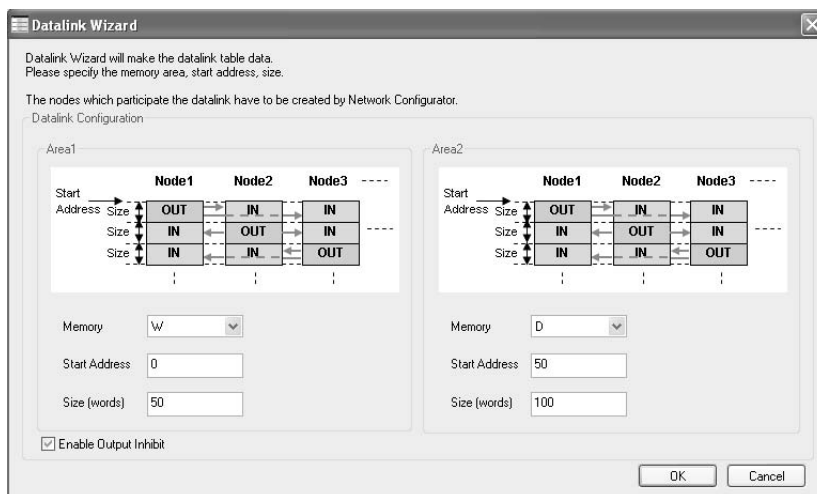 Datalink Wizard
Datalink Wizard will make the datalink table data.
Please specify the memory area, start address, size.
The nodes which participate the datalink have to be created by Network Configurator.
Datalink Configuration
Area1
Node1 Node2 Node3
Start
Address Size OUT IN IN
Size IN OUT IN
Size IN IN OUT
Memory W
Start Address 0
Size (words) 50
Area2
Node1 Node2 Node3
Start
Address Size OUT IN IN
Size IN OUT IN
Size IN IN OUT
Memory D
Start Address 50
Size (words) 100
Enable Output Inhibit
OK Cancel